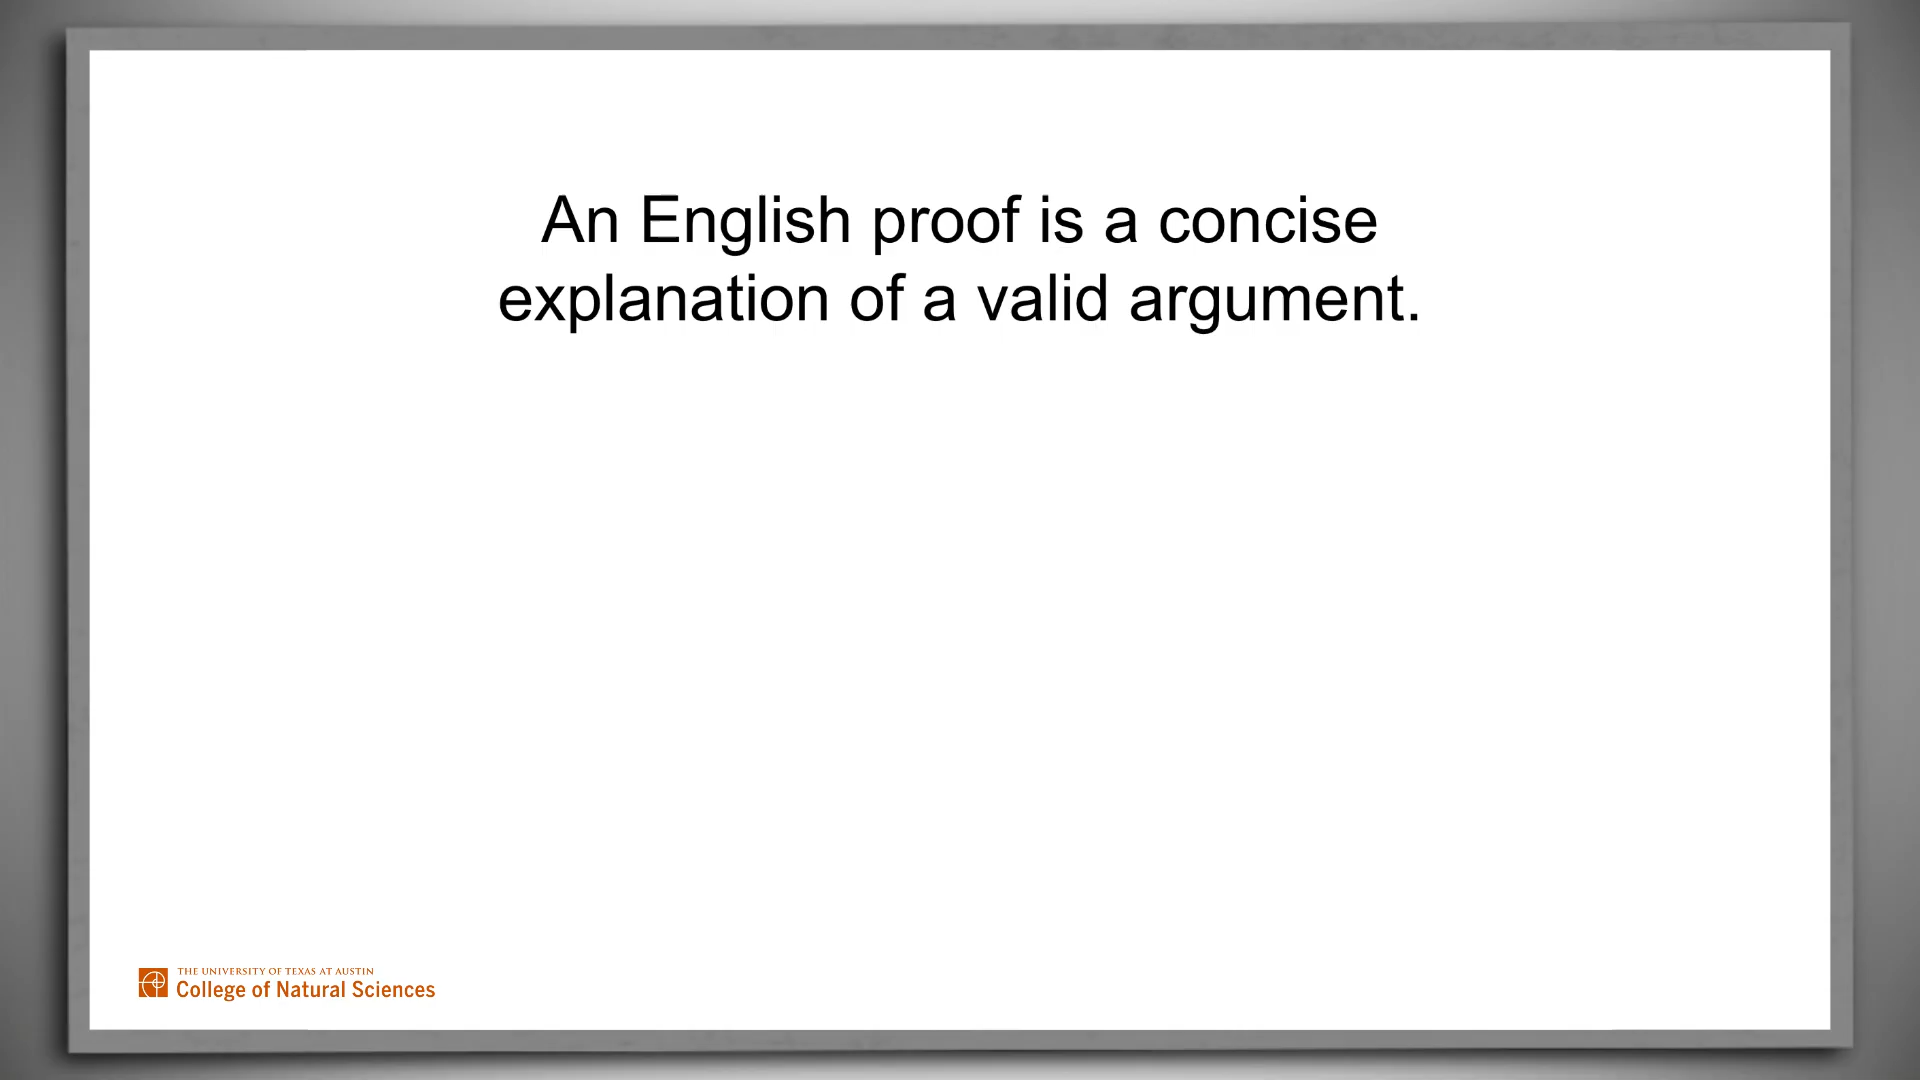 An English proof is a concise
explanation of a valid argument.
THE UNIVERSITY OF TEXAS AT AUSTIN
College of Natural Sciences